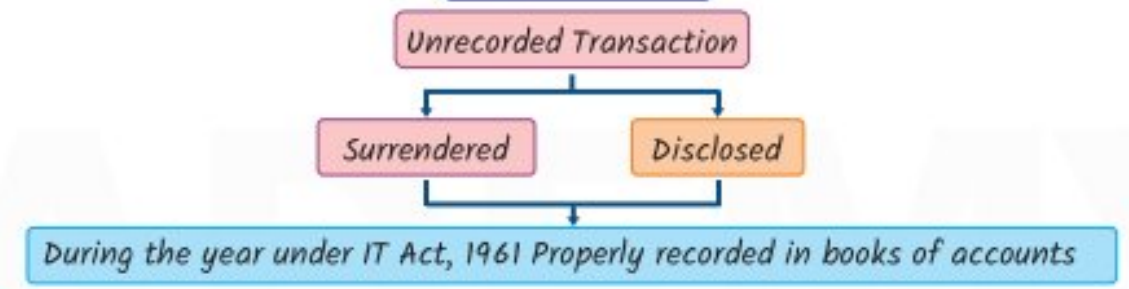 Unrecorded Transaction
Surrendered
Disclosed
During the year under IT Act, 1961 Properly recorded in books of accounts